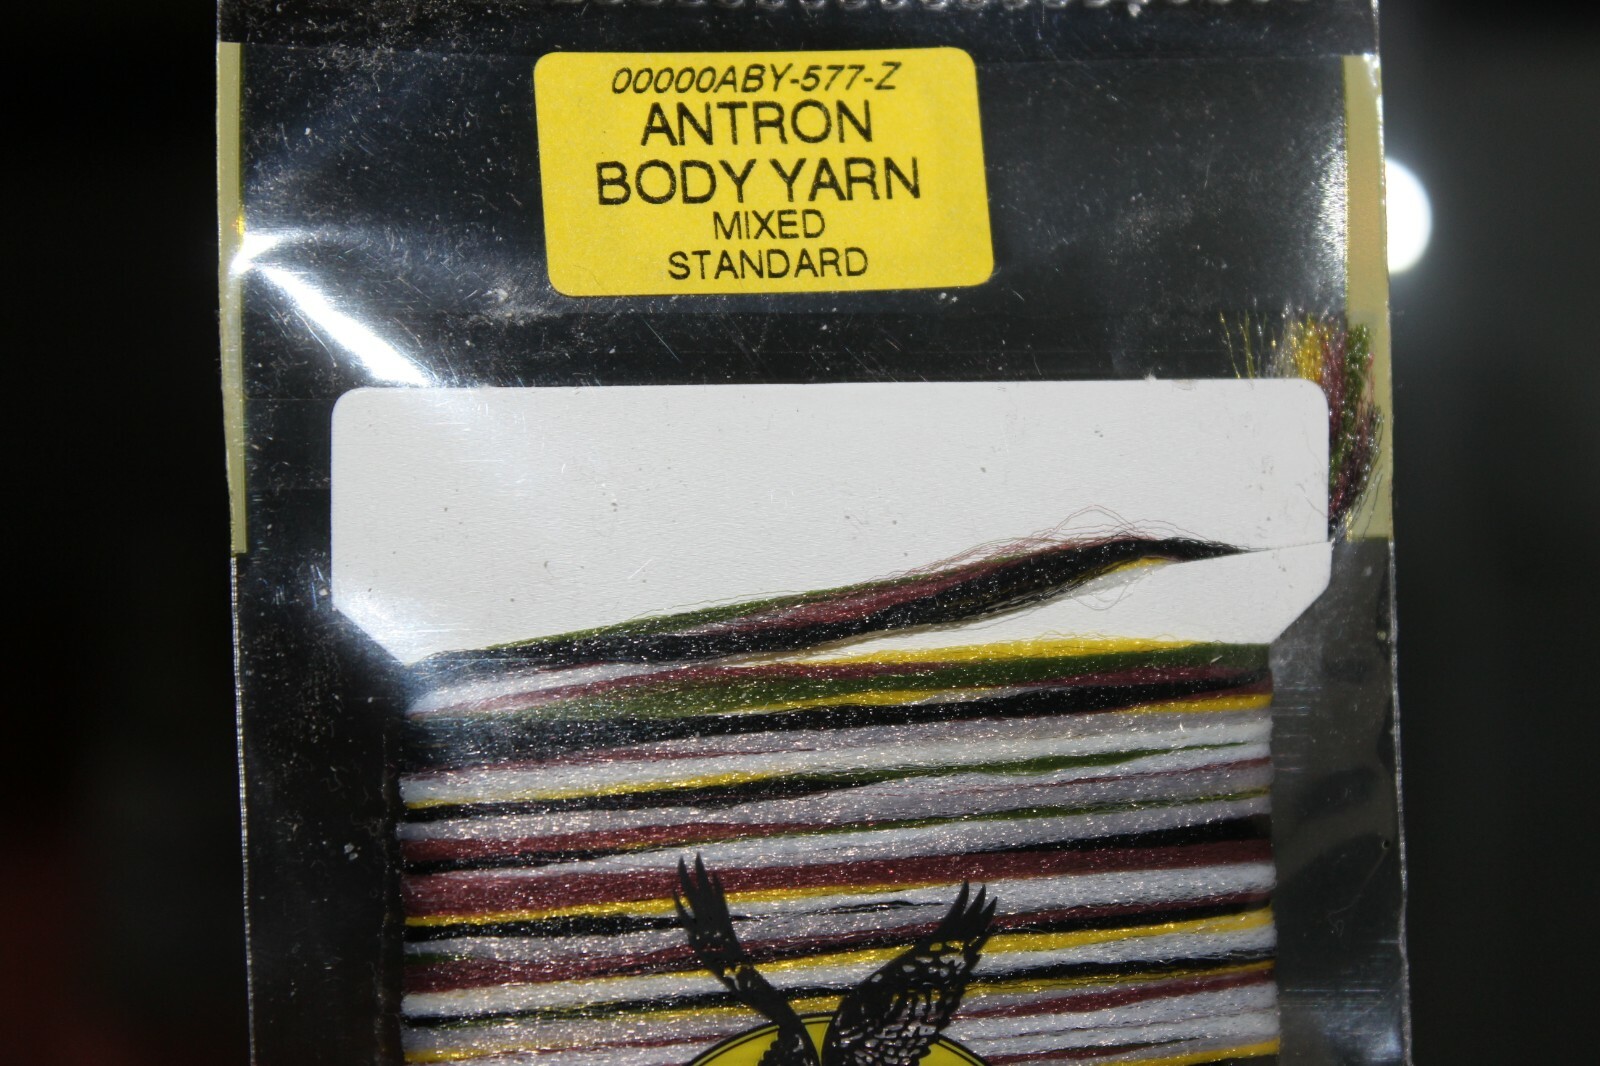 00000ABY-577-Z
ANTRON
BODY YARN
MIXED
STANDARD